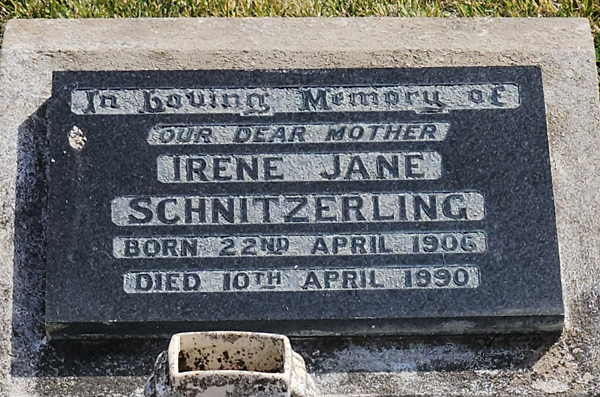 In Loving Memory of
OUR DEAR MOTHER
IRENE JANE
SCHNITZERLING
BORN 22ND APRIL 1906
DIED 10TH APRIL 1990